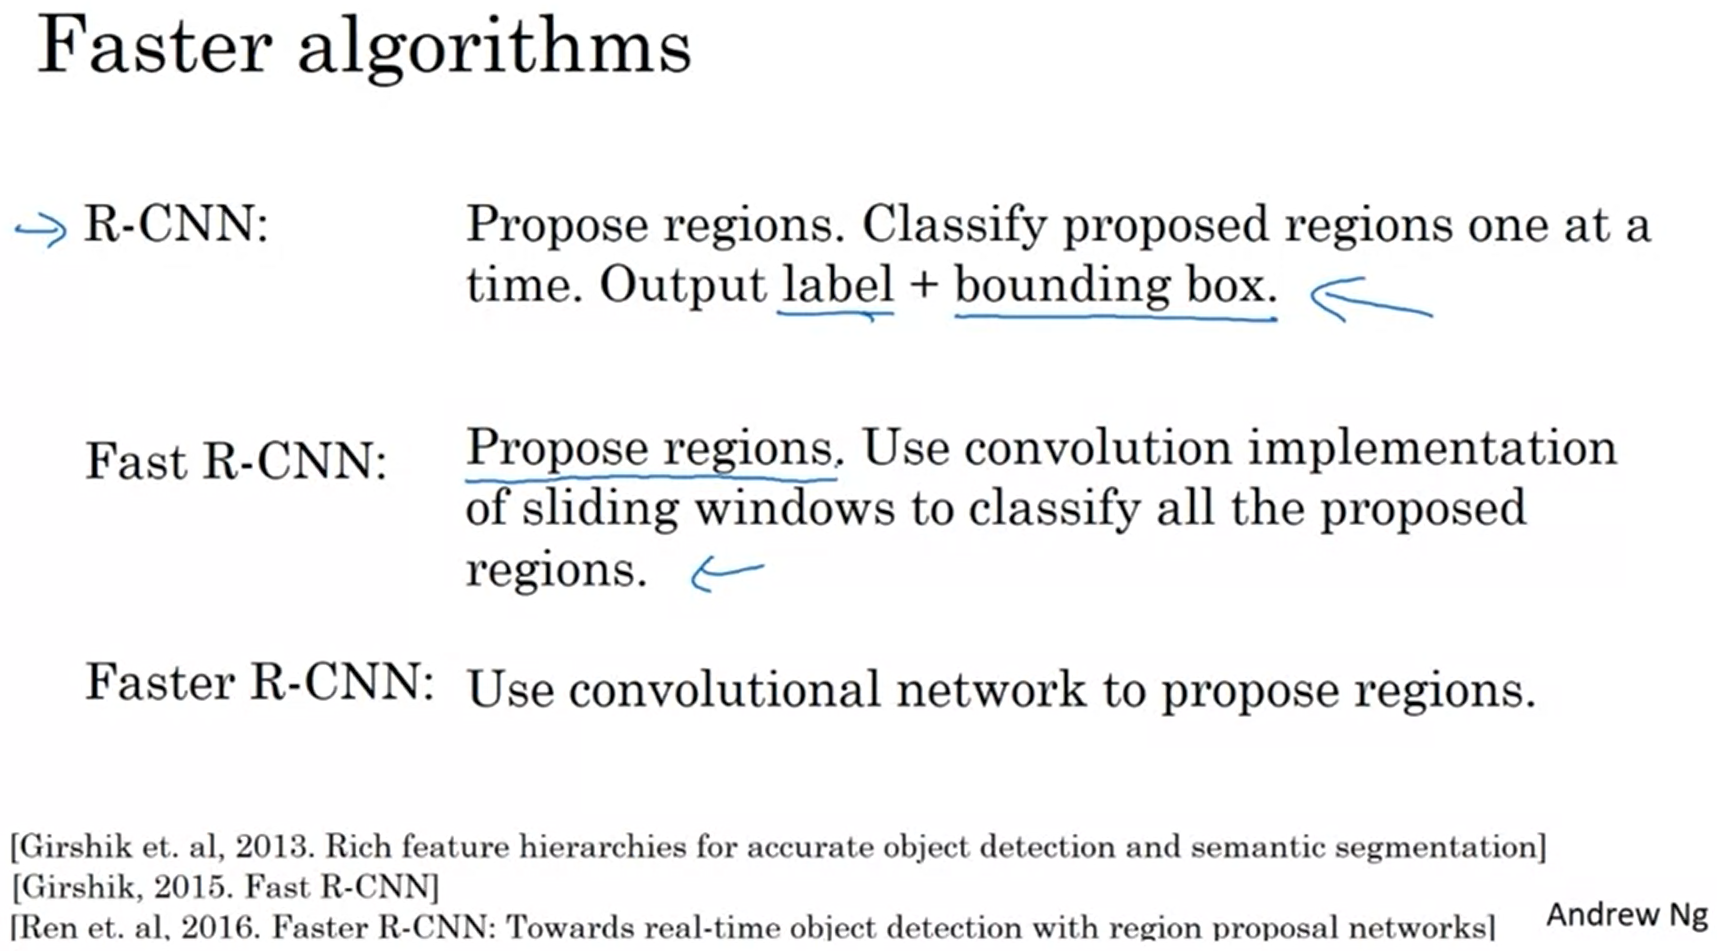 Faster algorithms
R-CNN: Propose regions. Classify proposed regions one at a
time. Output label + bounding box.
Fast R-CNN: Propose regions. Use convolution implementation
of sliding windows to classify all the proposed
regions.
Faster R-CNN: Use convolutional network to propose regions.
[Girshik et. al, 2013. Rich feature hierarchies for accurate object detection and semantic segmentation]
[Girshik, 2015. Fast R-CNN]
[Ren et. al, 2016. Faster R-CNN: Towards real-time object detection with region proposal networks]
Andrew Ng